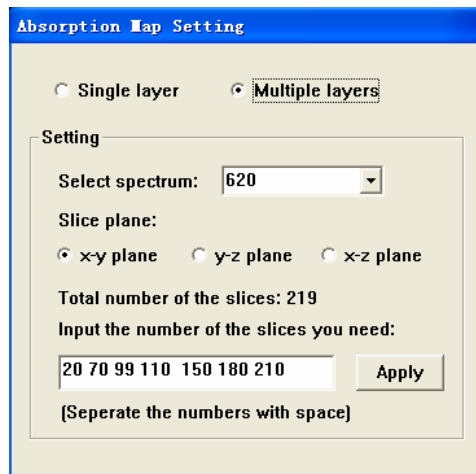 Absorption Map Setting
Single layer Multiple layers
Setting
Select spectrum: 620
Slice plane:
x-y plane y-z plane x-z plane
Total number of the slices: 219
Input the number of the slices you need:
20 70 99 110  150 180 210 Apply
(Seperate the numbers with space)